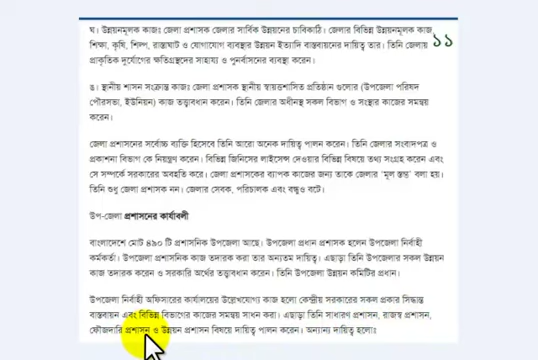 ঘ। উন্নয়নমূলক কাজঃ জেলা প্রশাসক জেলার সার্বিক উন্নয়নের চাবিকাঠি। জেলার বিভিন্ন উন্নয়নমূলক কাজ
১১
শিক্ষা, কৃষি, শিল্প, রাস্তাঘাট ও যোগাযোগ ব্যবস্থার উন্নয়ন ইত্যাদি বাস্তবায়নের দায়িত্ব তার। তিনি জেলায়
প্রাকৃতিক দুর্যোগের ক্ষতিগ্রস্থদের সাহায্য ও পুনর্বাসনের ব্যবস্থা করেন।
ঙ। স্থানীয় শাসন সংক্রান্ত কাজঃ জেলা প্রশাসক স্থানীয় স্বায়ত্তশাসিত প্রতিষ্ঠান গুলোর (উপজেলা পরিষদ
পৌরসভা, ইউনিয়ন) কাজ তত্ত্বাবধান করেন। তিনি জেলার অধীনস্থ সকল বিভাগ ও সংস্থার কাজের সমন্বয়
করেন।
জেলা প্রশাসনের সর্বোচ্চ ব্যক্তি হিসেবে তিনি আরো অনেক দায়িত্ব পালন করেন। তিনি জেলার সংবাদপত্র ও
প্রকাশনা বিভাগ কে নিয়ন্ত্রণ করেন। বিভিন্ন জিনিসের লাইসেন্স দেওয়ার বিভিন্ন বিষয়ে তথ্য সংগ্রহ করেন এবং
সে সম্পর্কে সরকারকে অবহতি করে। জেলা প্রশাসকের ব্যাপক কাজের জন্য তাকে জেলার 'মূল স্তম্ভ' বলা হয়।
তিনি শুধু জেলা প্রশাসক নন। জেলার সেবক, পরিচালক এবং বন্ধুও বটে।
উপ-জেলা প্রশাসনের কার্যাবলী
বাংলাদেশে মোট ৪৯০ টি প্রশাসনিক উপজেলা আছে। উপজেলা প্রধান প্রশাসক হলেন উপজেলা নির্বাহী
কর্মকর্তা। উপজেলা প্রশাসনিক কাজ তদারক করা তার অন্যতম দায়িত্ব। এছাড়া তিনি উপজেলার সকল উন্নয়ন
কাজ তদারক করেন ও সরকারি অর্থের তত্ত্বাবধান করেন। তিনি উপজেলা উন্নয়ন কমিটির প্রধান।
উপজেলা নির্বাহী অফিসারের কার্যালয়ের উল্লেখযোগ্য কাজ হলো কেন্দ্রীয় সরকারের সকল প্রকার সিদ্ধান্ত
বাস্তবায়ন এবং বিভিন্ন বিভাগের কাজের সমন্বয় সাধন করা। এছাড়া তিনি সাধারণ প্রশাসন, রাজস্ব প্রশাসন,
ফৌজদারি প্রশাসন ও উন্নয়ন প্রশাসন বিষয়ে দায়িত্ব পালন করেন। অন্যান্য দায়িত্ব হলোঃ